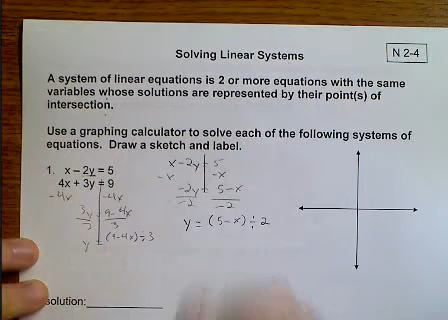 Solving Linear Systems
N 2-4
A system of linear equations is 2 or more equations with the same
variables whose solutions are represented by their point(s) of
intersection.
Use a graphing calculator to solve each of the following systems of
equations. Draw a sketch and label.
1. x – 2y = 5
4x + 3y = 9
-4x -4x
3y = 9-4x
3 3
y = (9-4x)÷3
x-2y = 5
-x -x
-2y = 5-x
-2 -2
y = (5-x)÷2
solution: